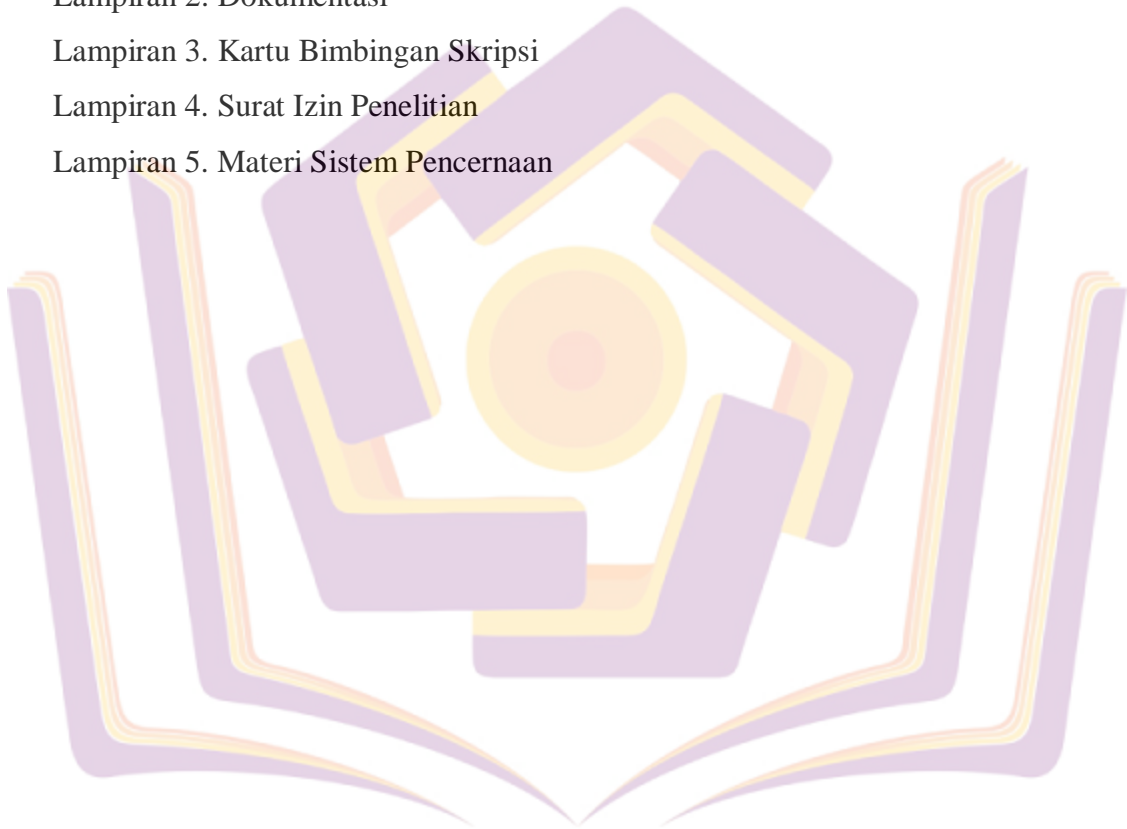 Lampiran 2. Dokumentasi
Lampiran 3. Kartu Bimbingan Skripsi
Lampiran 4. Surat Izin Penelitian
Lampiran 5. Materi Sistem Pencernaan